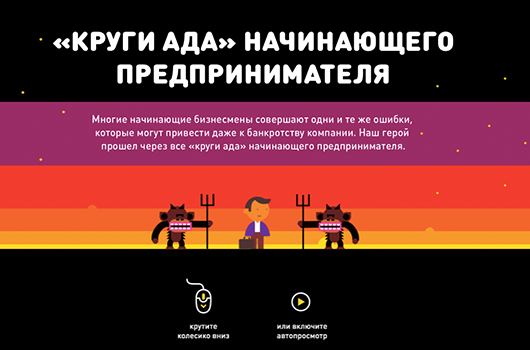 «КРУГИ АДА» НАЧИНАЮЩЕГО
ПРЕДПРИНИМАТЕЛЯ
Многие начинающие бизнесмены совершают одни и те же ошибки,
которые могут привести даже к банкротству компании. Наш герой
прошел через все «круги ада» начинающего предпринимателя.
крутите
колесико вниз
или включите
автопросмотр